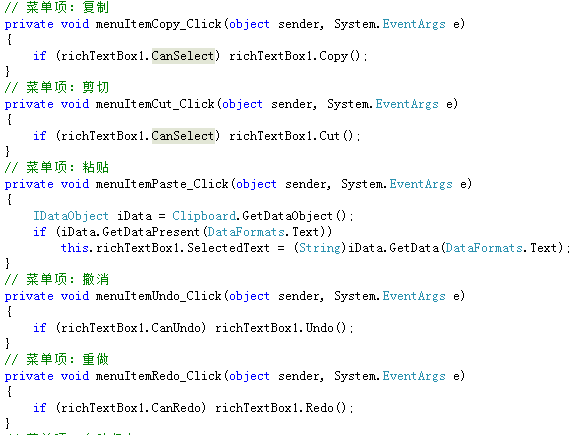 // 菜单项: 复制
private void menuItemCopy_Click(object sender, System.EventArgs e)
{
    if (richTextBox1.CanSelect) richTextBox1.Copy();
}
// 菜单项: 剪切
private void menuItemCut_Click(object sender, System.EventArgs e)
{
    if (richTextBox1.CanSelect) richTextBox1.Cut();
}
// 菜单项: 粘贴
private void menuItemPaste_Click(object sender, System.EventArgs e)
{
    IDataObject iData = Clipboard.GetDataObject();
    if (iData.GetDataPresent(DataFormats.Text))
        this.richTextBox1.SelectedText = (String)iData.GetData(DataFormats.Text);
}
// 菜单项: 撤消
private void menuItemUndo_Click(object sender, System.EventArgs e)
{
    if (richTextBox1.CanUndo) richTextBox1.Undo();
}
// 菜单项: 重做
private void menuItemRedo_Click(object sender, System.EventArgs e)
{
    if (richTextBox1.CanRedo) richTextBox1.Redo();
}